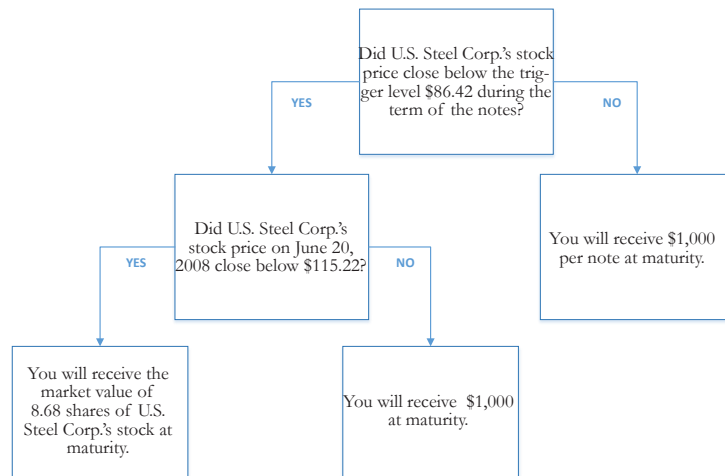 Did U.S. Steel Corp.'s stock
price close below the trig-
ger level $86.42 during the
term of the notes?
YES
NO
Did U.S. Steel Corp.'s
stock price on June 20,
2008 close below $115.22?
You will receive $1,000
per note at maturity.
YES
NO
You will receive the
market value of
8.68 shares of U.S.
Steel Corp.'s stock at
maturity.
You will receive $1,000
at maturity.